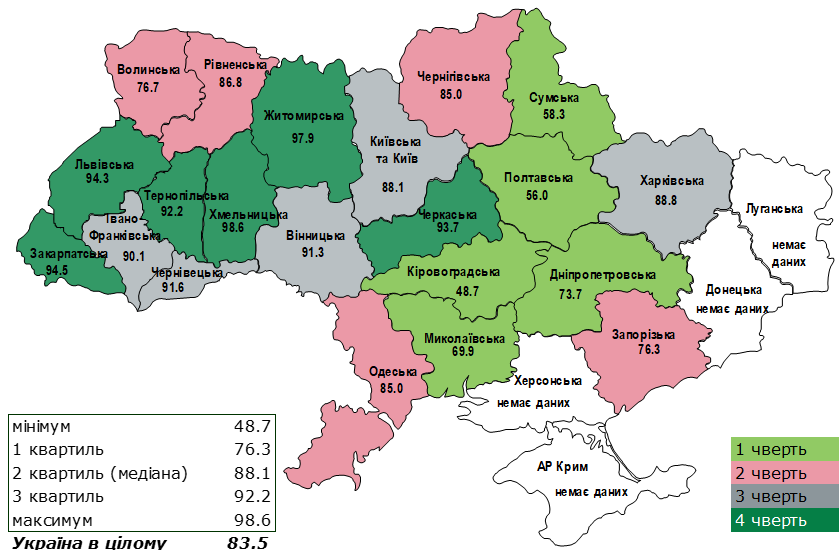 Волинська
76.7
Рівненська
86.8
Житомирська
97.9
Київська
та Київ
88.1
Чернігівська
85.0
Сумська
58.3
Львівська
94.3
Тернопільська
92.2
Хмельницька
98.6
Івано
Франківська
90.1
Закарпатська
94.5
Чернівецька
91.6
Вінницька
91.3
Черкаська
93.7
Полтавська
56.0
Харківська
88.8
Луганська
немає
даних
Донецька
немає даних
Кіровоградська
48.7
Дніпропетровська
73.7
Миколаївська
69.9
Запорізька
76.3
Одеська
85.0
Херсонська
немає даних
АР Крим
немає даних
мінімум 48.7
1 квартиль 76.3
2 квартиль (медіана) 88.1
3 квартиль 92.2
максимум 98.6
Україна в цілому 83.5
1 чверть
2 чверть
3 чверть
4 чверть